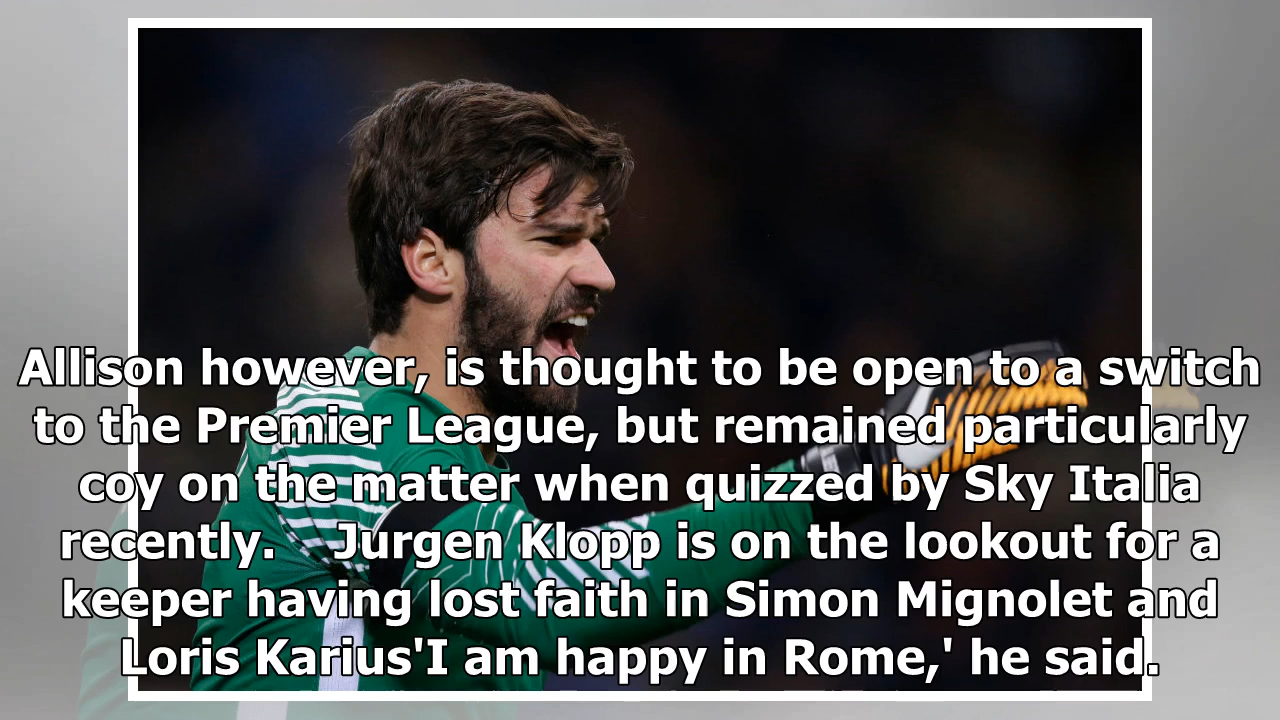 Allison however, is thought to be open to a switch
to the Premier League, but remained particularly
coy on the matter when quizzed by Sky Italia
recently.    Jurgen Klopp is on the lookout for a
keeper having lost faith in Simon Mignolet and
Loris Karius'I am happy in Rome,' he said.